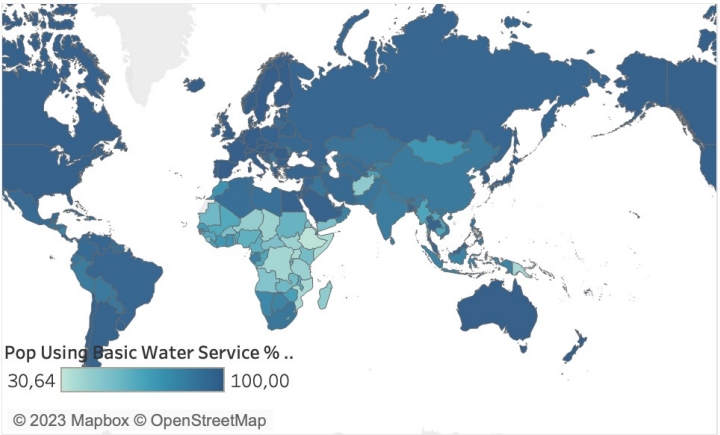 Pop Using Basic Water Service % ..
30,64
100,00
© 2023 Mapbox © OpenStreetMap